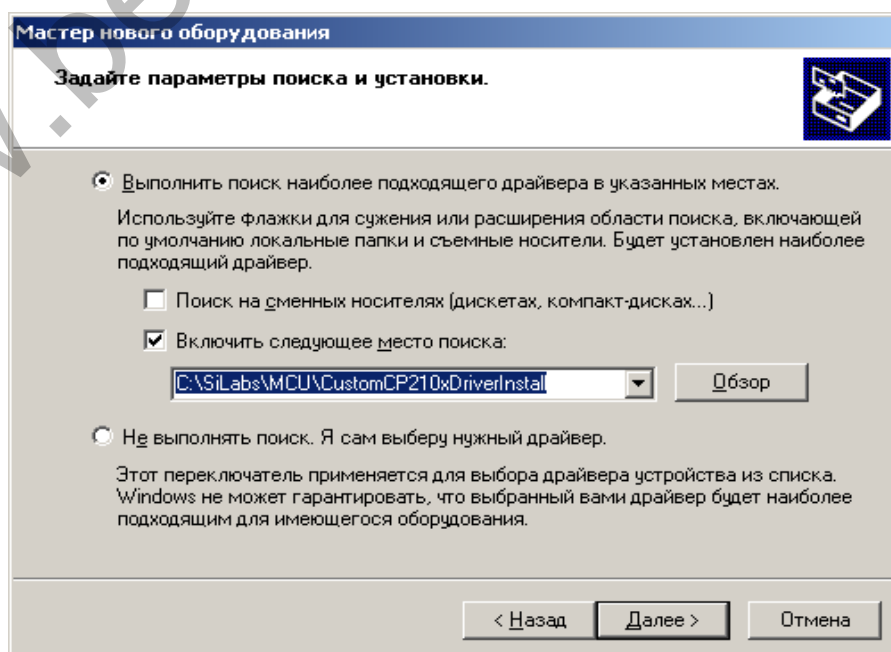 Мастер нового оборудования
Задайте параметры поиска и установки.
Выполнить поиск наиболее подходящего драйвера в указанных местах.
Используйте флажки для сужения или расширения области поиска, включающей
по умолчанию локальные папки и съемные носители. Будет установлен наиболее
подходящий драйвер.
Поиск на сменных носителях (дискетах, компакт-дисках...)
Включить следующее место поиска:
C:\SiLabs\MCU\CustomCP210xDriverInstall
Обзор
Не выполнять поиск. Я сам выберу нужный драйвер.
Этот переключатель применяется для выбора драйвера устройства из списка.
Windows не может гарантировать, что выбранный вами драйвер будет наиболее
подходящим для имеющегося оборудования.
< Назад Далее > Отмена